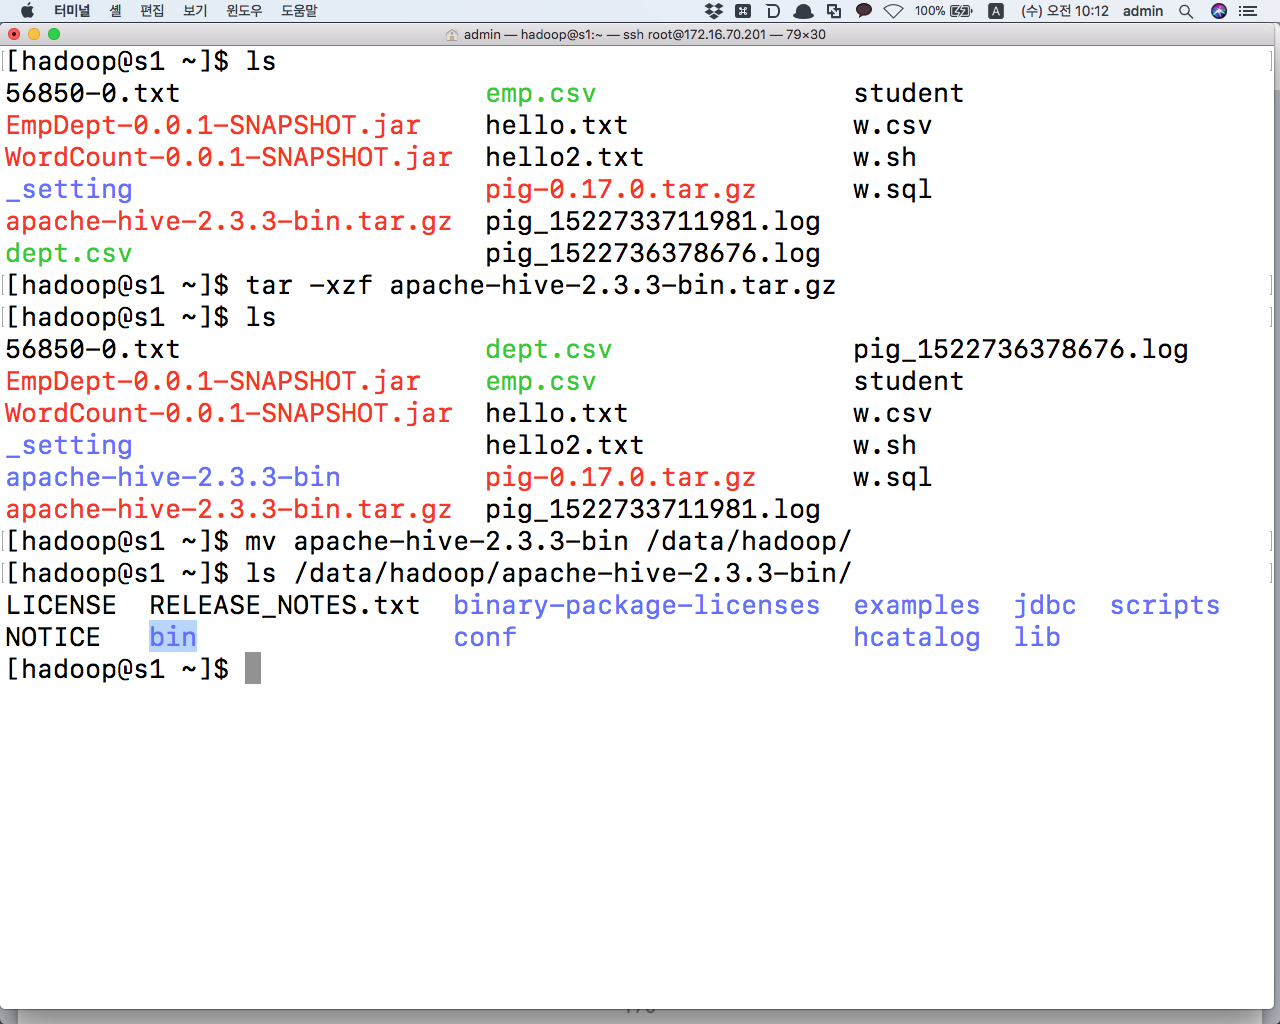 터미널 셸 편집 보기 윈도우 도움말 100% A (수) 오전 10:12 admin
admin — hadoop@s1:~ — ssh root@172.16.70.201 — 79×30
[hadoop@s1 ~]$ ls
56850-0.txt emp.csv student
EmpDept-0.0.1-SNAPSHOT.jar hello.txt w.csv
WordCount-0.0.1-SNAPSHOT.jar hello2.txt w.sh
_setting pig-0.17.0.tar.gz w.sql
apache-hive-2.3.3-bin.tar.gz pig_1522733711981.log
dept.csv pig_1522736378676.log
[hadoop@s1 ~]$ tar -xzf apache-hive-2.3.3-bin.tar.gz
[hadoop@s1 ~]$ ls
56850-0.txt dept.csv pig_1522736378676.log
EmpDept-0.0.1-SNAPSHOT.jar emp.csv student
WordCount-0.0.1-SNAPSHOT.jar hello.txt w.csv
_setting hello2.txt w.sh
apache-hive-2.3.3-bin pig-0.17.0.tar.gz w.sql
apache-hive-2.3.3-bin.tar.gz pig_1522733711981.log
[hadoop@s1 ~]$ mv apache-hive-2.3.3-bin /data/hadoop/
[hadoop@s1 ~]$ ls /data/hadoop/apache-hive-2.3.3-bin/
LICENSE RELEASE_NOTES.txt binary-package-licenses examples jdbc scripts
NOTICE bin conf hcatalog lib
[hadoop@s1 ~]$